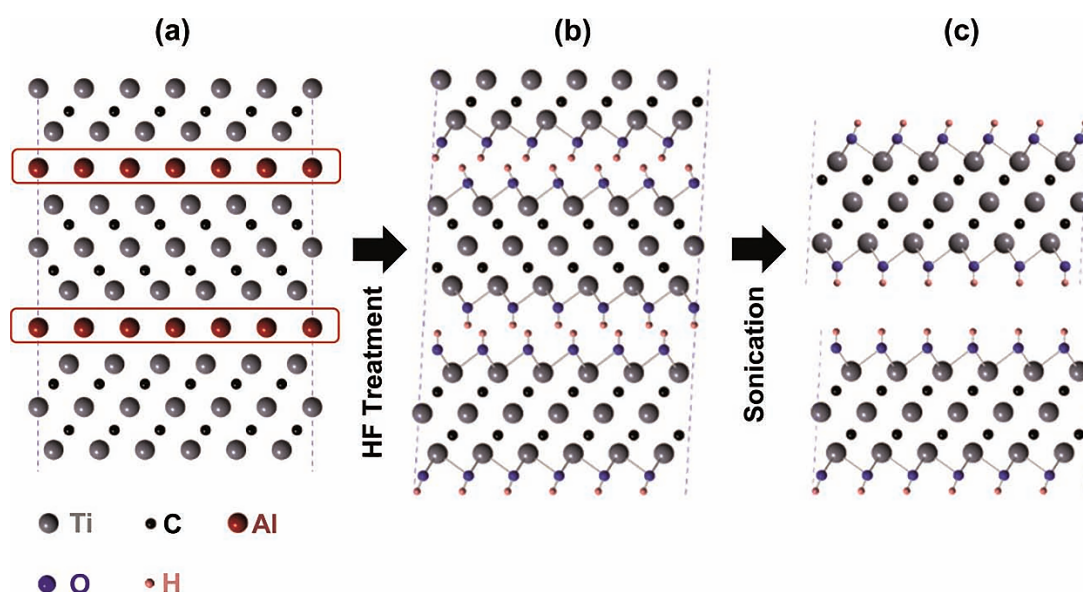 (a)
(b)
(c)
HF Treatment
Sonication
Ti
C
Al
O
H